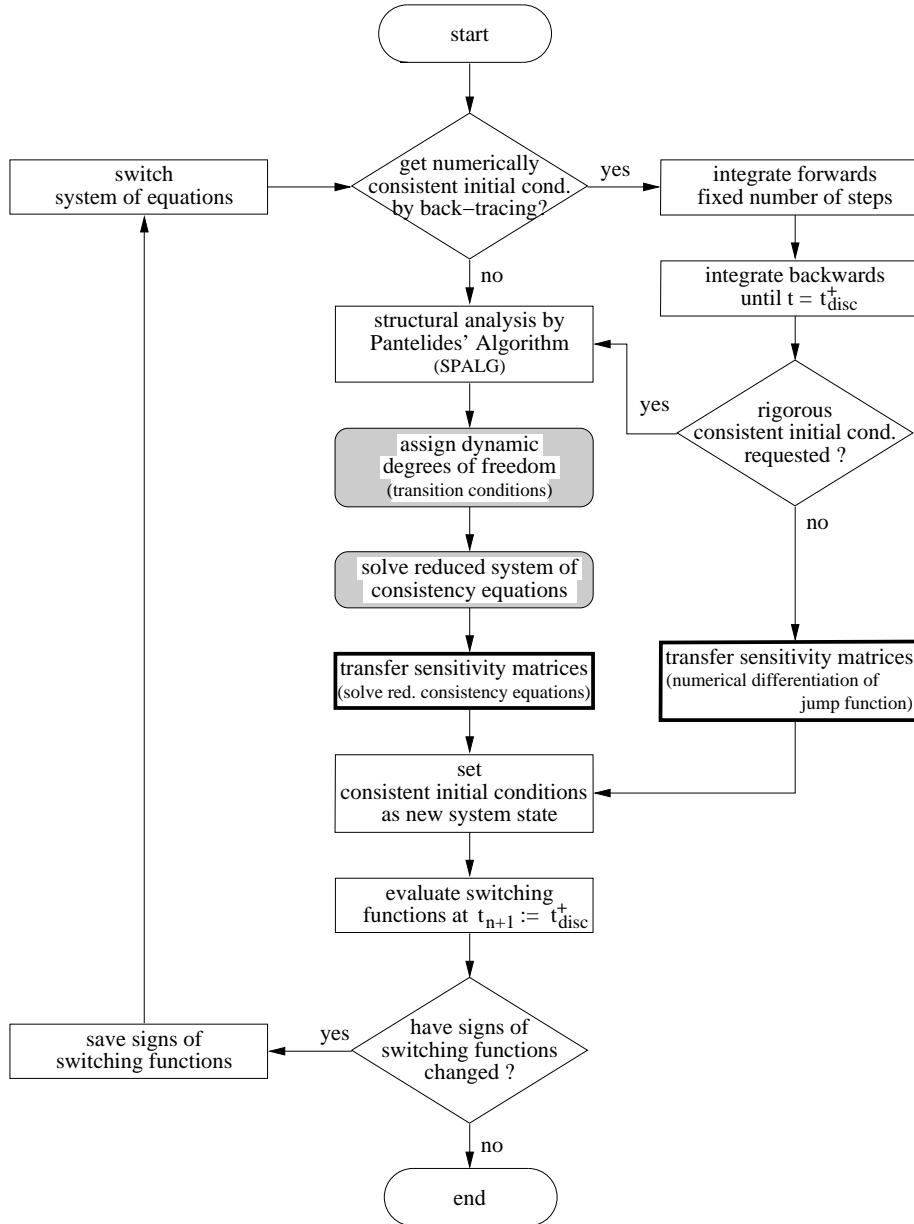 start
get numerically
consistent initial cond.
by back−tracing?
yes
no
switch
system of equations
integrate forwards
fixed number of steps
integrate backwards
until t = t+disc
structural analysis by
Pantelides' Algorithm
(SPALG)
yes
rigorous
consistent initial cond.
requested ?
no
assign dynamic
degrees of freedom
(transition conditions)
solve reduced system of
consistency equations
transfer sensitivity matrices
(solve red. consistency equations)
transfer sensitivity matrices
(numerical differentiation of
jump function)
set
consistent initial conditions
as new system state
evaluate switching
functions at tn+1 := t+disc
have signs of
switching functions
changed ?
yes
save signs of
switching functions
no
end